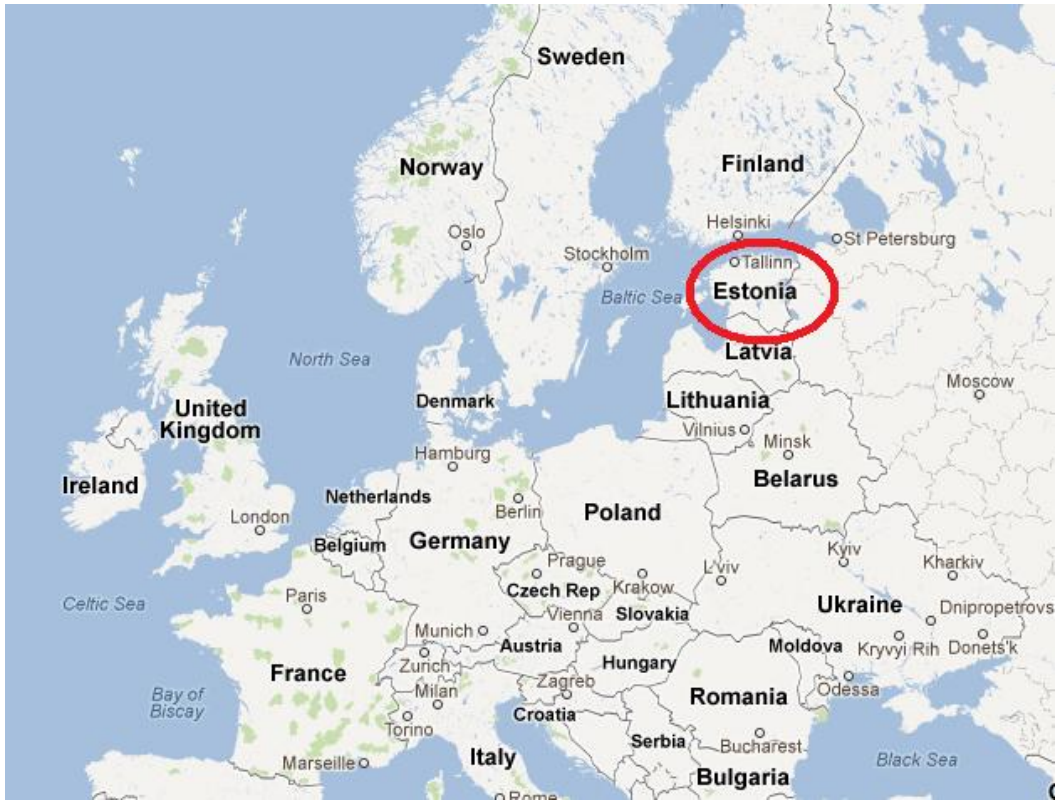 Sweden
Norway
Finland
Helsinki
Oslo
St Petersburg
Stockholm
Tallinn
Estonia
Baltic Sea
North Sea
Latvia
Moscow
Denmark
Lithuania
United
Kingdom
Vilnius
Minsk
Hamburg
Belarus
Ireland
Netherlands
London
Berlin
Poland
Belgium
Germany
Kyiv
Kharkiv
Prague
L'viv
Czech Rep
Krakow
Celtic Sea
Paris
Ukraine
Dnipropetrovs
Slovakia
Vienna
Munich
Austria
Moldova
Kryvyi Rih
Donets'k
Zurich
Hungary
France
Zagreb
Odessa
Bay of
Biscay
Milan
Romania
Croatia
Torino
Serbia
Bucharest
Italy
Marseille
Black Sea
Bulgaria
Rome